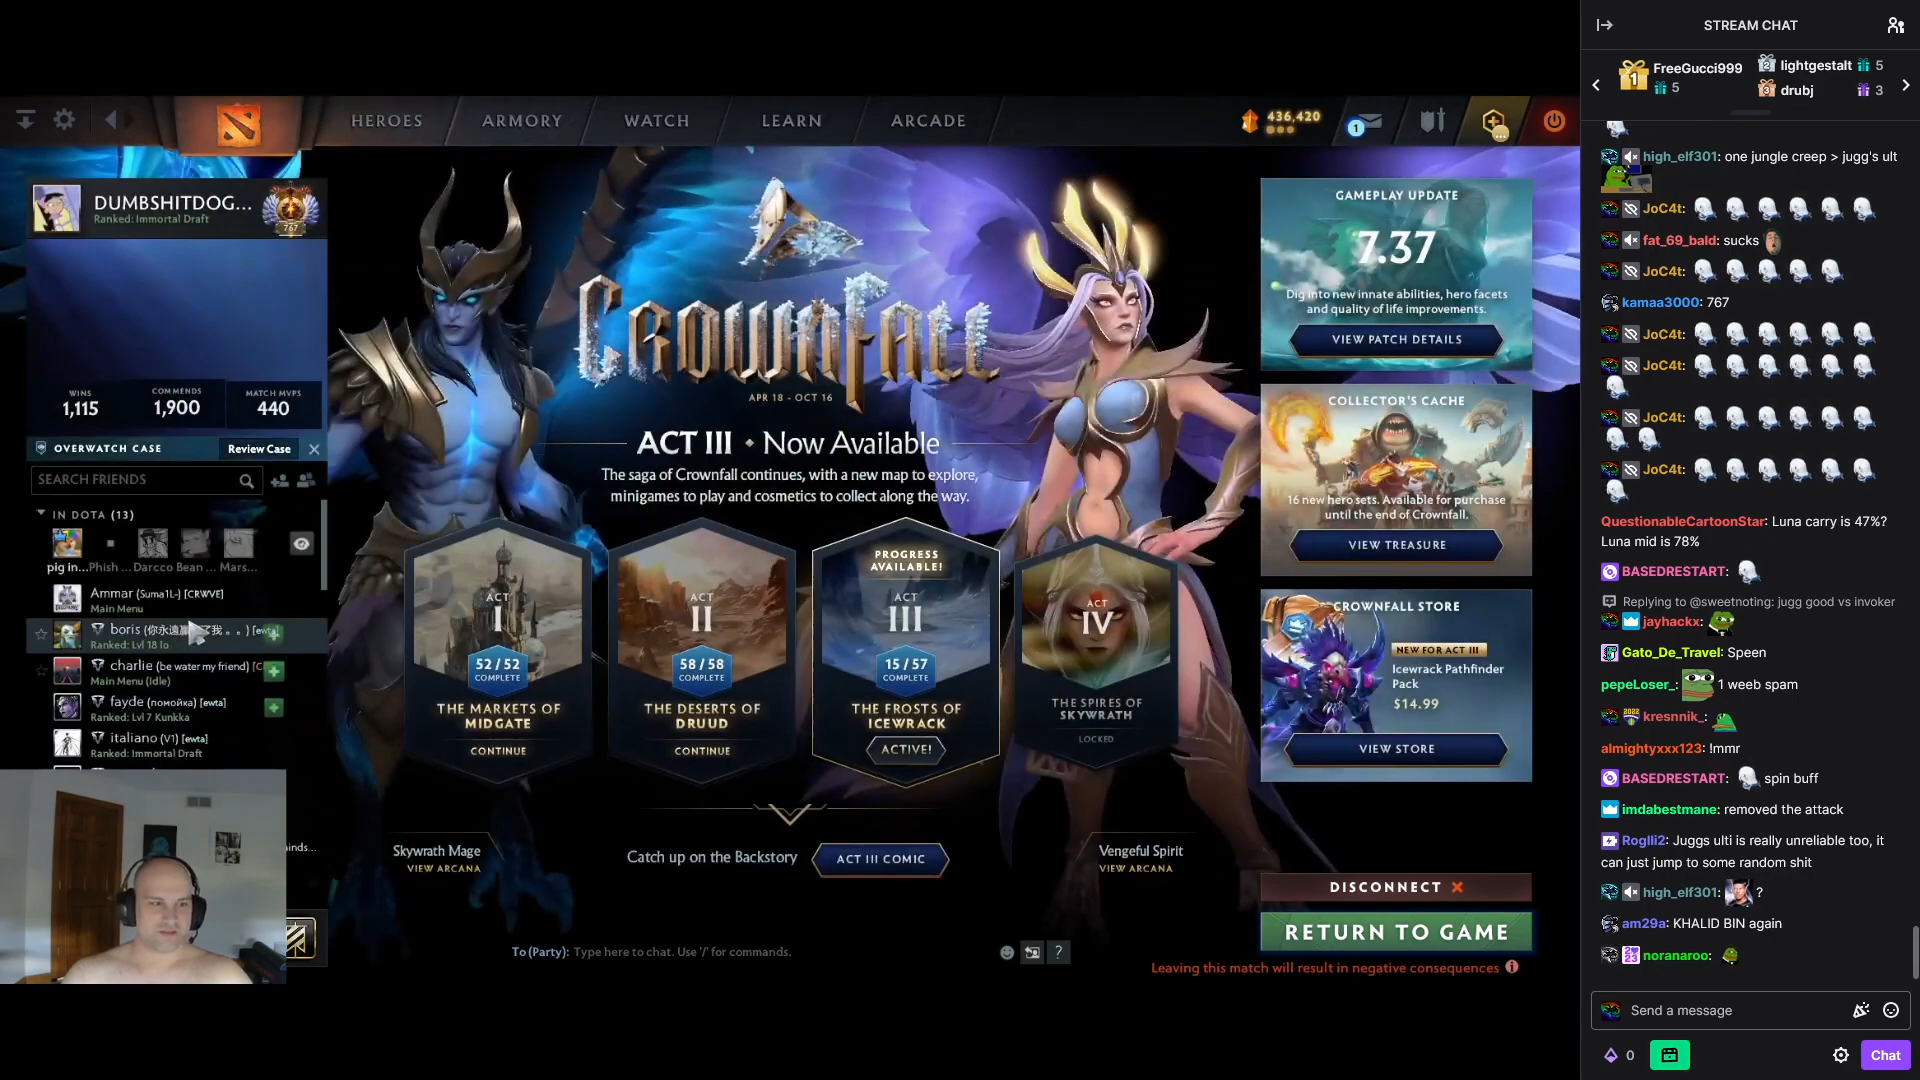 STREAM CHAT
FreeGucci999
5
lightgestalt 5
drubj 3
HEROES
ARMORY
WATCH
LEARN
ARCADE
436,420
1
DUMBSHITDOG...
Ranked: Immortal Draft
767
WINS
1,115
COMMENDS
1,900
MATCH MVPS
440
OVERWATCH CASE
Review Case
SEARCH FRIENDS
IN DOTA (13)
pig in...
Phish ...
Darcco
Bean ...
Mars...
Ammar (Suma1L-) [CRWVE]
Main Menu
boris
Ranked: Lvl 18 Io
charlie (be water my friend) [C
Main Menu (Idle)
fayde (помойка) [ewta]
Ranked: Lvl 7 Kunkka
italiano (V1) [ewta]
Ranked: Immortal Draft
inds...
CROWNFALL
APR 18 - OCT 16
ACT III • Now Available
The saga of Crownfall continues, with a new map to explore,
minigames to play and cosmetics to collect along the way.
ACT
I
52 / 52
COMPLETE
THE MARKETS OF
MIDGATE
CONTINUE
ACT
II
58 / 58
COMPLETE
THE DESERTS OF
DRUUD
CONTINUE
PROGRESS
AVAILABLE!
ACT
III
15 / 57
COMPLETE
THE FROSTS OF
ICEWRACK
ACTIVE!
ACT
IV
THE SPIRES OF
SKYWRATH
LOCKED
Skywrath Mage
VIEW ARCANA
Catch up on the Backstory
ACT III COMIC
Vengeful Spirit
VIEW ARCANA
To (Party): Type here to chat. Use '/' for commands.
?
GAMEPLAY UPDATE
7.37
Dig into new innate abilities, hero facets
and quality of life improvements.
VIEW PATCH DETAILS
COLLECTOR'S CACHE
16 new hero sets. Available for purchase
until the end of Crownfall.
VIEW TREASURE
CROWNFALL STORE
NEW FOR ACT III
Icewrack Pathfinder
Pack
$14.99
VIEW STORE
DISCONNECT
RETURN TO GAME
Leaving this match will result in negative consequences
high_elf301: one jungle creep > jugg's ult
JoC4t:
fat_69_bald: sucks
JoC4t:
kamaa3000: 767
JoC4t:
JoC4t:
JoC4t:
JoC4t:
QuestionableCartoonStar: Luna carry is 47%?
Luna mid is 78%
BASEDRESTART:
Replying to @sweetnoting: jugg good vs invoker
jayhackx:
Gato_De_Travel: Speen
pepeLoser_: 1 weeb spam
kresnnik_:
almightyxxx123: !mmr
BASEDRESTART: spin buff
imdabestmane: removed the attack
Roglli2: Juggs ulti is really unreliable too, it
can just jump to some random shit
high_elf301: ?
am29a: KHALID BIN again
noranaroo:
Send a message
0
Chat